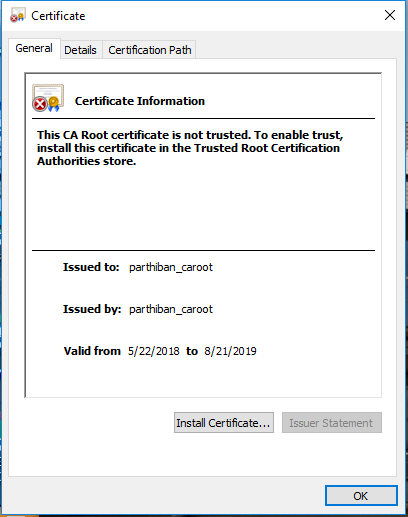 Certificate
General Details Certification Path
Certificate Information
This CA Root certificate is not trusted. To enable trust,
install this certificate in the Trusted Root Certification
Authorities store.
Issued to: parthiban_caroot
Issued by: parthiban_caroot
Valid from 5/22/2018 to 8/21/2019
Install Certificate... Issuer Statement
OK